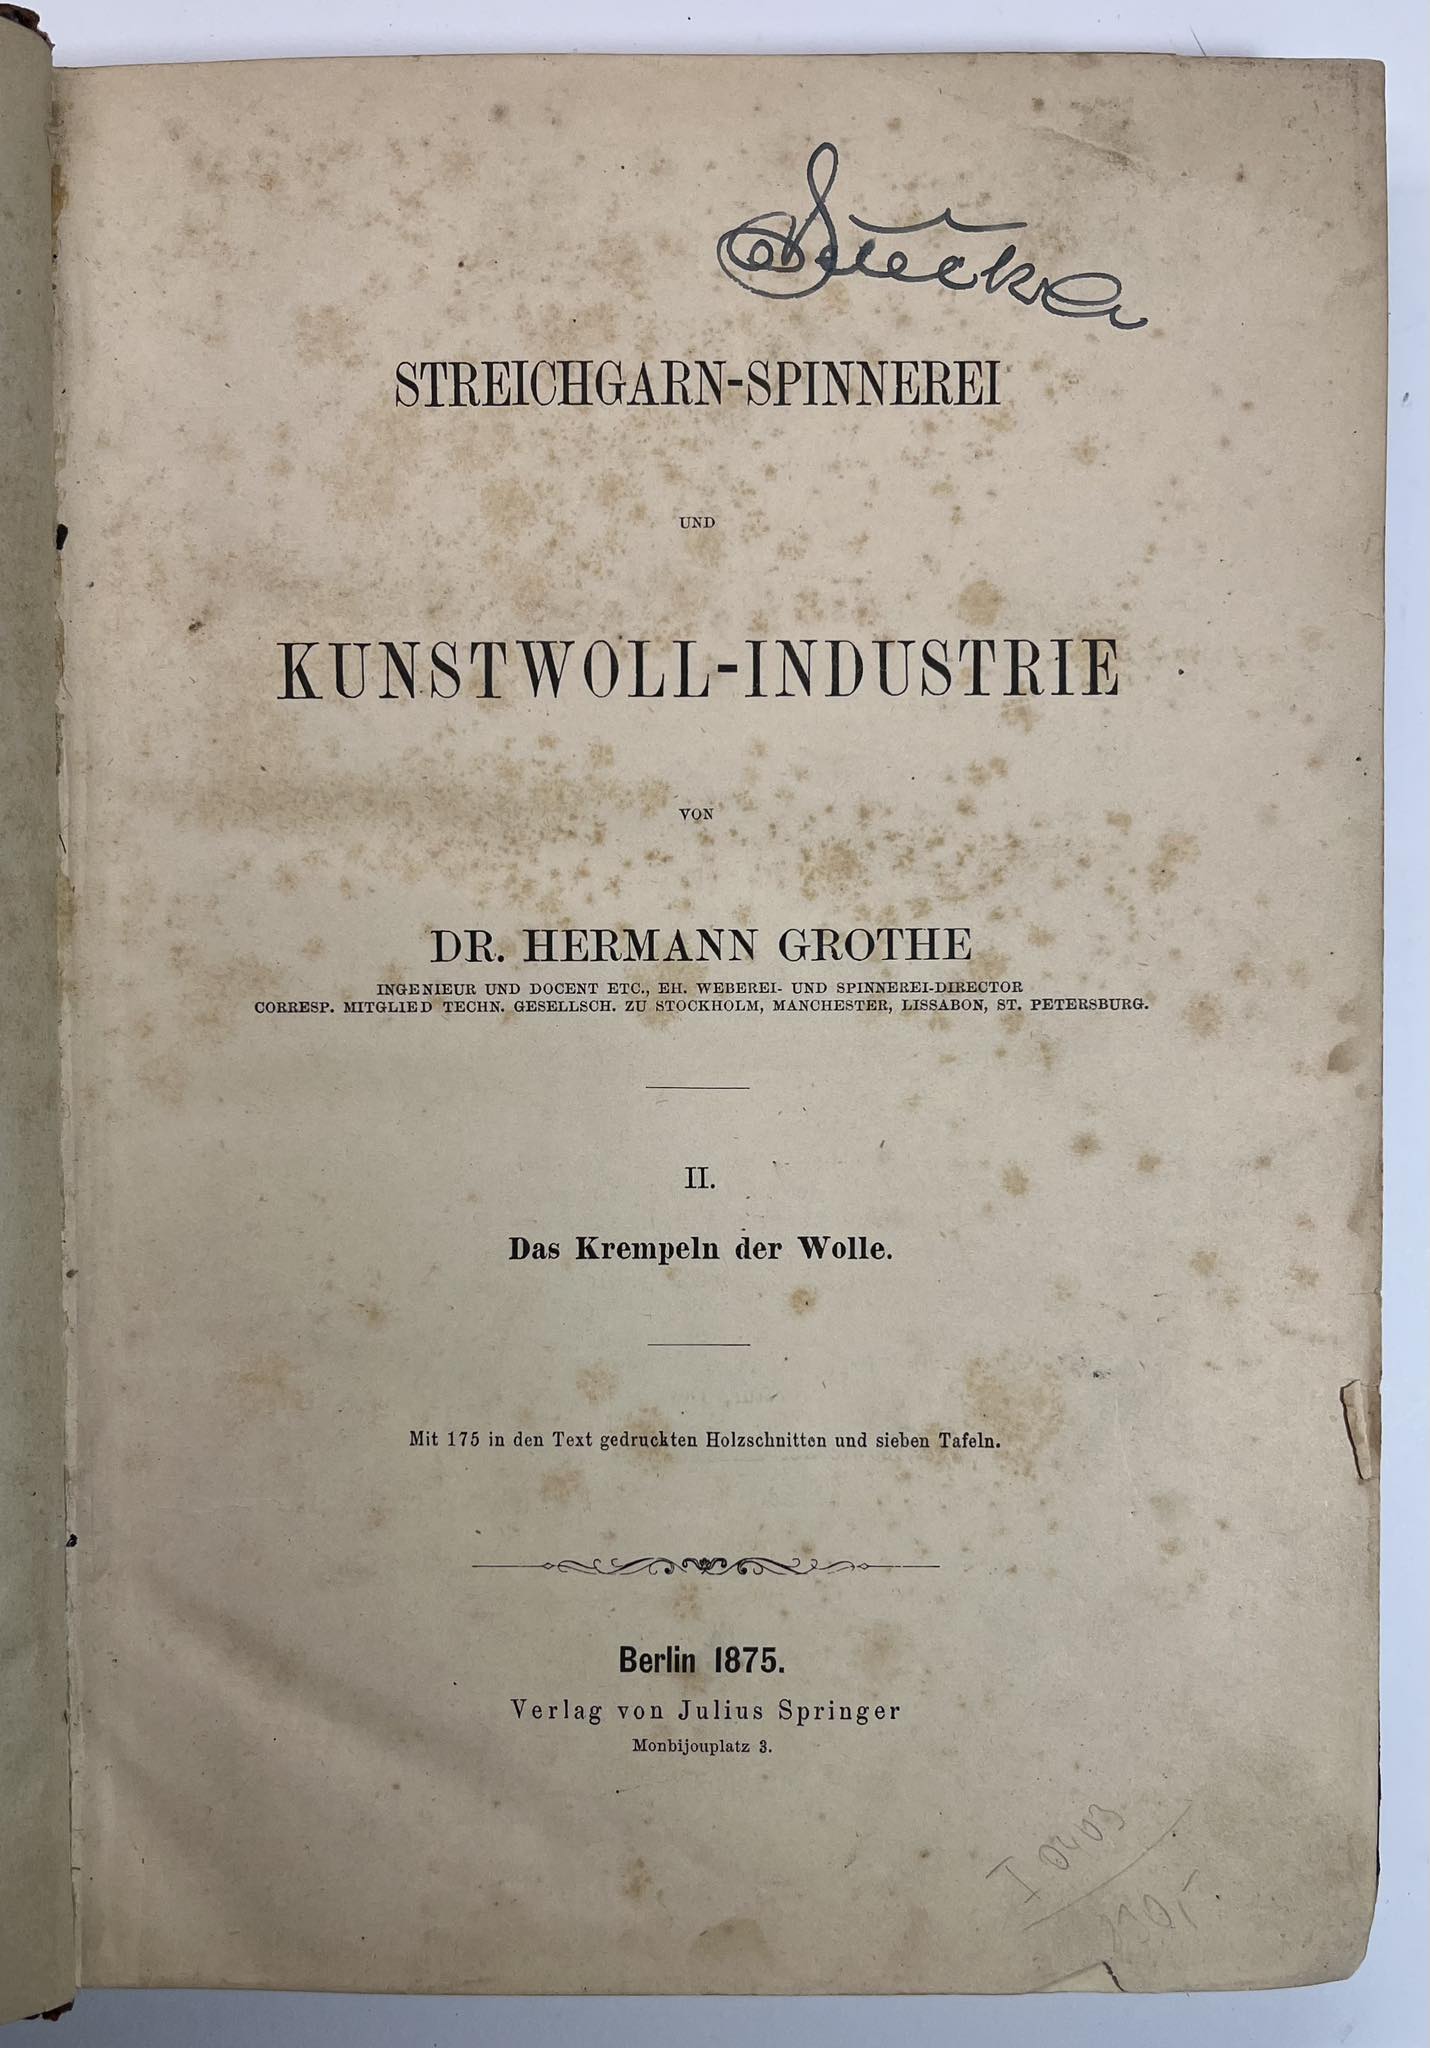 STREICHGARN-SPINNEREI
UND
KUNSTWOLL-INDUSTRIE
VON
DR. HERMANN GROTHE
INGENIEUR UND DOCENT ETC., EH. WEBEREI- UND SPINNEREI-DIRECTOR
CORRESP. MITGLIED TECHN. GESELLSCH. ZU STOCKHOLM, MANCHESTER, LISSABON, ST. PETERSBURG.
II.
Das Krempeln der Wolle.
Mit 175 in den Text gedruckten Holzschnitten und sieben Tafeln.
Berlin 1875.
Verlag von Julius Springer
Monbijouplatz 3.